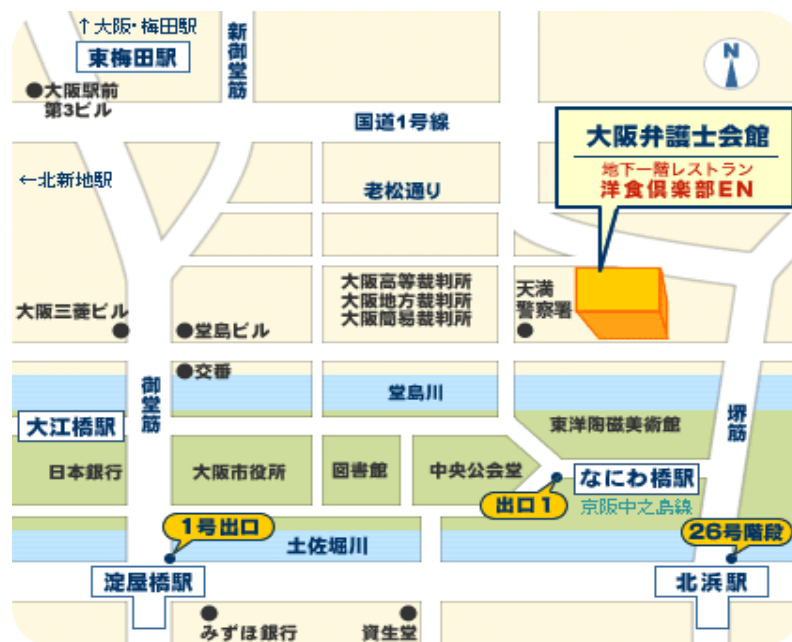 ↑大阪・梅田駅
東梅田駅
新御堂筋
N
●大阪駅前
第3ビル
国道1号線
大阪弁護士会館
地下一階レストラン
洋食倶楽部EN
←北新地駅
老松通り
大阪高等裁判所
大阪地方裁判所
大阪簡易裁判所
天満
警察署
大阪三菱ビル
堂島ビル
交番
御堂筋
堂島川
堺筋
大江橋駅
東洋陶磁美術館
日本銀行
大阪市役所
図書館
中央公会堂
なにわ橋駅
京阪中之島線
出口1
1号出口
土佐堀川
26号階段
淀屋橋駅
北浜駅
みずほ銀行
資生堂